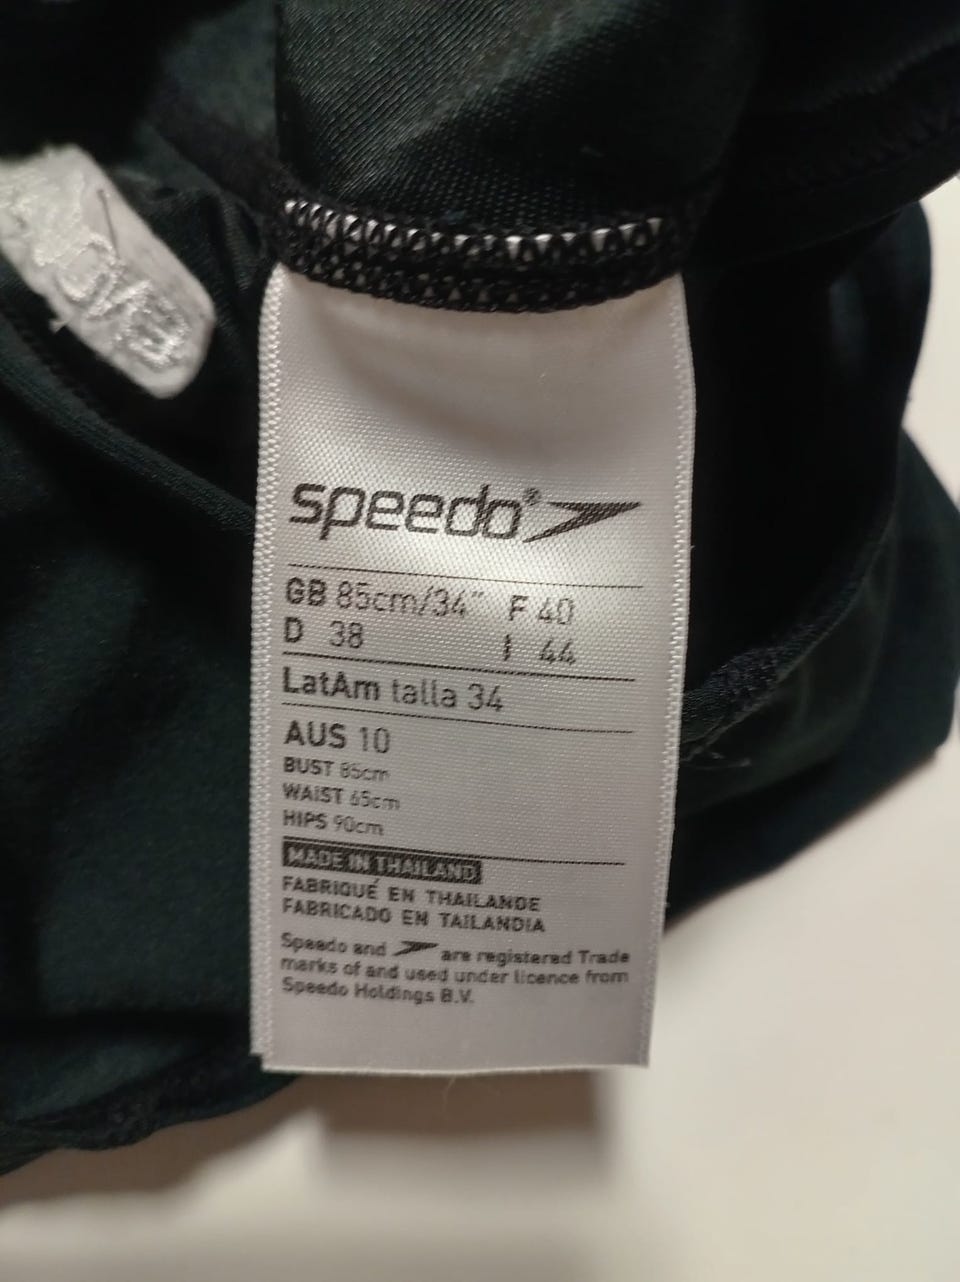 speedo®
GB 85cm/34" F 40
D 38 I 44
LatAm talla 34
AUS 10
BUST 85cm
WAIST 65cm
HIPS 90cm
MADE IN THAILAND
FABRIQUÉ EN THAILANDE
FABRICADO EN TAILANDIA
Speedo and are registered Trade
marks of and used under licence from
Speedo Holdings B.V.